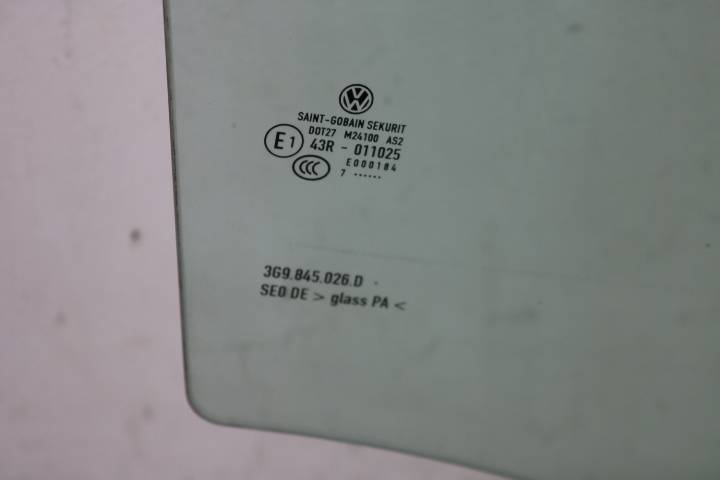 SAINT-GOBAIN SEKURIT
DOT27 M24100 AS2
E1 43R - 011025
CCC E000184
7 ......
3G9.845.026.D
SEO DE > glass PA <